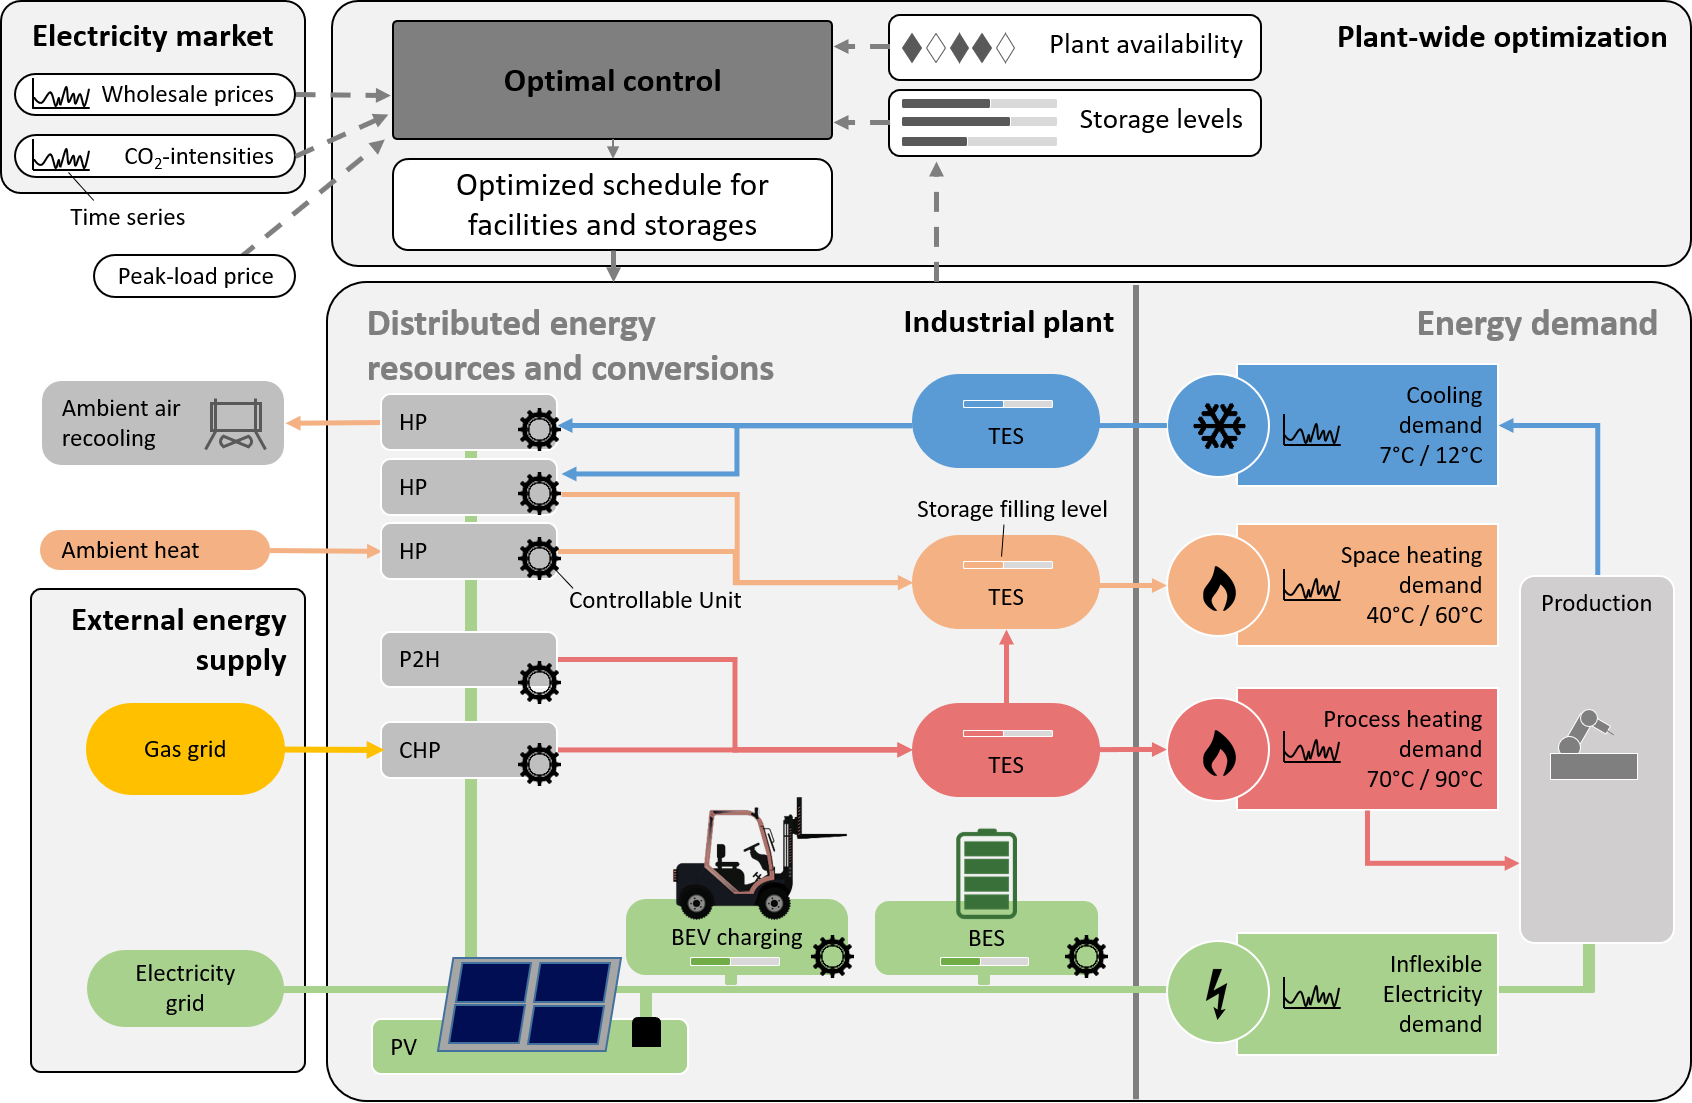 Electricity market
Wholesale prices
CO2-intensities
Time series
Peak-load price
Optimal control
Optimized schedule for
facilities and storages
Plant availability
Storage levels
Plant-wide optimization
Distributed energy
resources and conversions
Industrial plant
Energy demand
Ambient air
recooling
HP
HP
Ambient heat
HP
Controllable Unit
TES
Storage filling level
TES
Cooling
demand
7°C / 12°C
Space heating
demand
40°C / 60°C
Production
External energy
supply
P2H
Gas grid
CHP
TES
Process heating
demand
70°C / 90°C
BEV charging
BES
Electricity
grid
PV
Inflexible
Electricity
demand